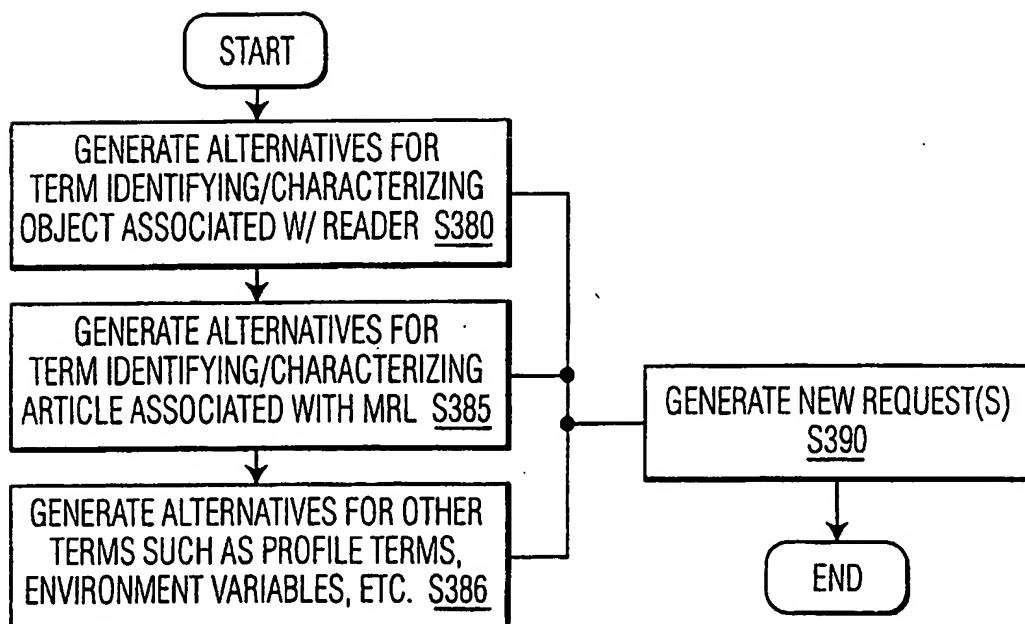 START
GENERATE ALTERNATIVES FOR
TERM IDENTIFYING/CHARACTERIZING
OBJECT ASSOCIATED W/ READER S380
GENERATE ALTERNATIVES FOR
TERM IDENTIFYING/CHARACTERIZING
ARTICLE ASSOCIATED WITH MRL S385
GENERATE ALTERNATIVES FOR OTHER
TERMS SUCH AS PROFILE TERMS,
ENVIRONMENT VARIABLES, ETC. S386
GENERATE NEW REQUEST(S)
S390
END